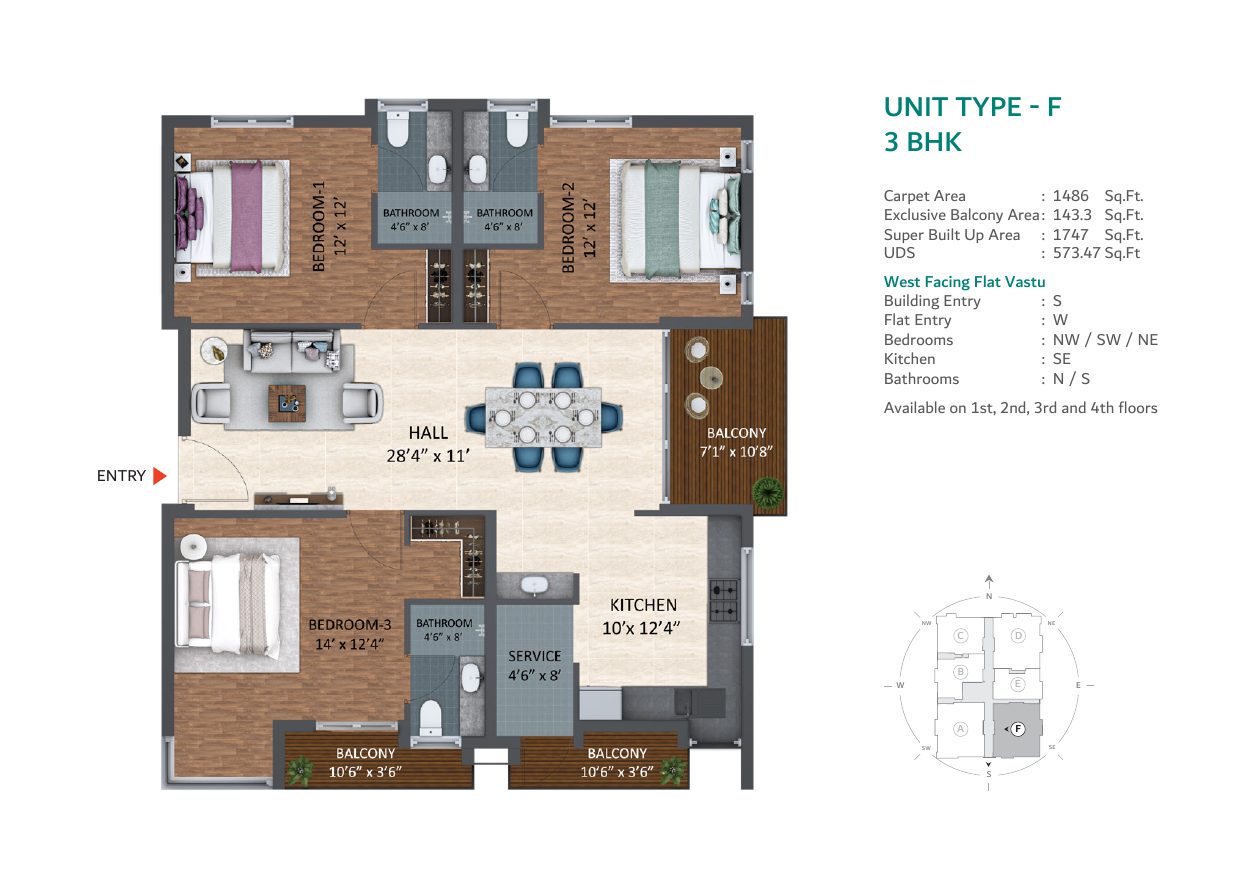 UNIT TYPE - F
3 BHK
Carpet Area : 1486 Sq.Ft.
Exclusive Balcony Area : 143.3 Sq.Ft.
Super Built Up Area : 1747 Sq.Ft.
UDS : 573.47 Sq.Ft
West Facing Flat Vastu
Building Entry : S
Flat Entry : W
Bedrooms : NW / SW / NE
Kitchen : SE
Bathrooms : N / S
Available on 1st, 2nd, 3rd and 4th floors
BEDROOM-1
12' x 12'
BATHROOM
4'6" x 8'
BATHROOM
4'6" x 8'
BEDROOM-2
12' x 12'
HALL
28'4" x 11'
BALCONY
7'1" x 10'8"
ENTRY
BEDROOM-3
14' x 12'4"
BATHROOM
4'6" x 8'
SERVICE
4'6" x 8'
KITCHEN
10'x 12'4"
BALCONY
10'6" x 3'6"
BALCONY
10'6" x 3'6"
N
NW
NE
C
D
B
E
W
E
A
F
SW
SE
S